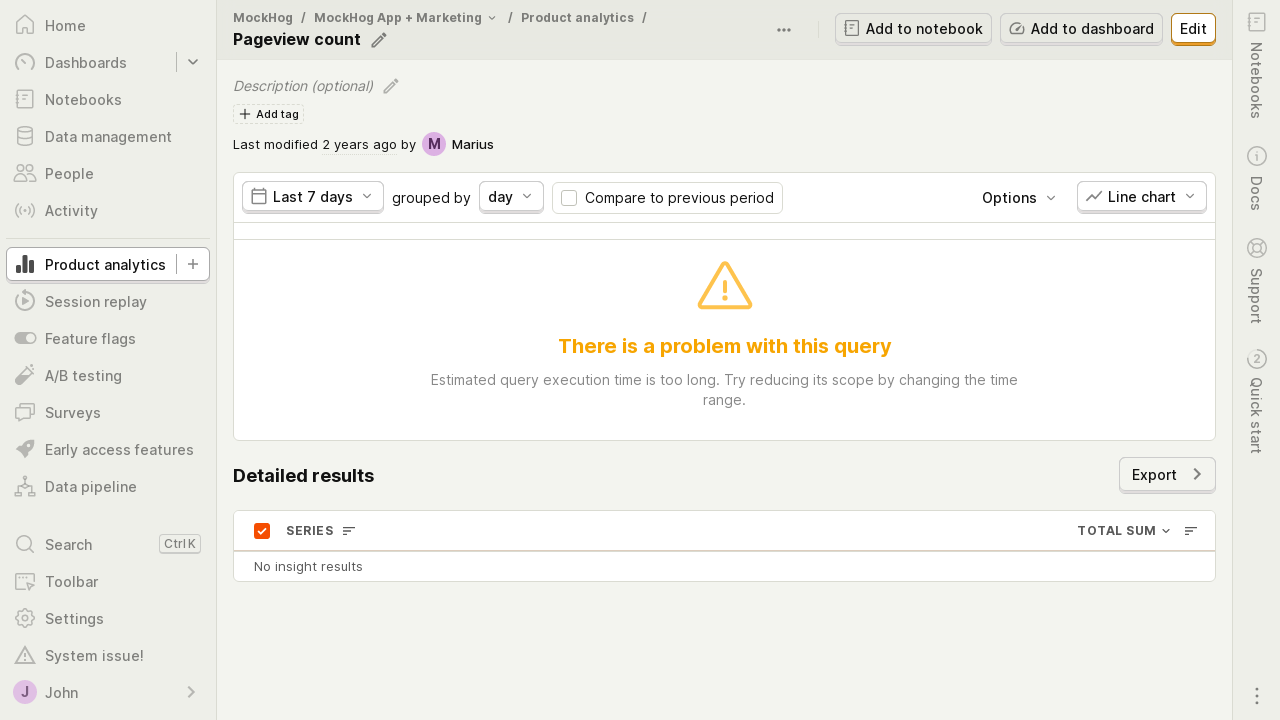 Home
Dashboards
Notebooks
Data management
People
Activity
Product analytics
Session replay
Feature flags
A/B testing
Surveys
Early access features
Data pipeline
Search
Ctrl K
Toolbar
Settings
System issue!
J
John
MockHog / MockHog App + Marketing / Product analytics /
Pageview count
Add to notebook
Add to dashboard
Edit
Description (optional)
Add tag
Last modified 2 years ago by M Marius
Last 7 days grouped by day Compare to previous period
Options
Line chart
There is a problem with this query
Estimated query execution time is too long. Try reducing its scope by changing the time
range.
Detailed results
Export
SERIES
TOTAL SUM
No insight results
Notebooks
Docs
Support
2
Quick start